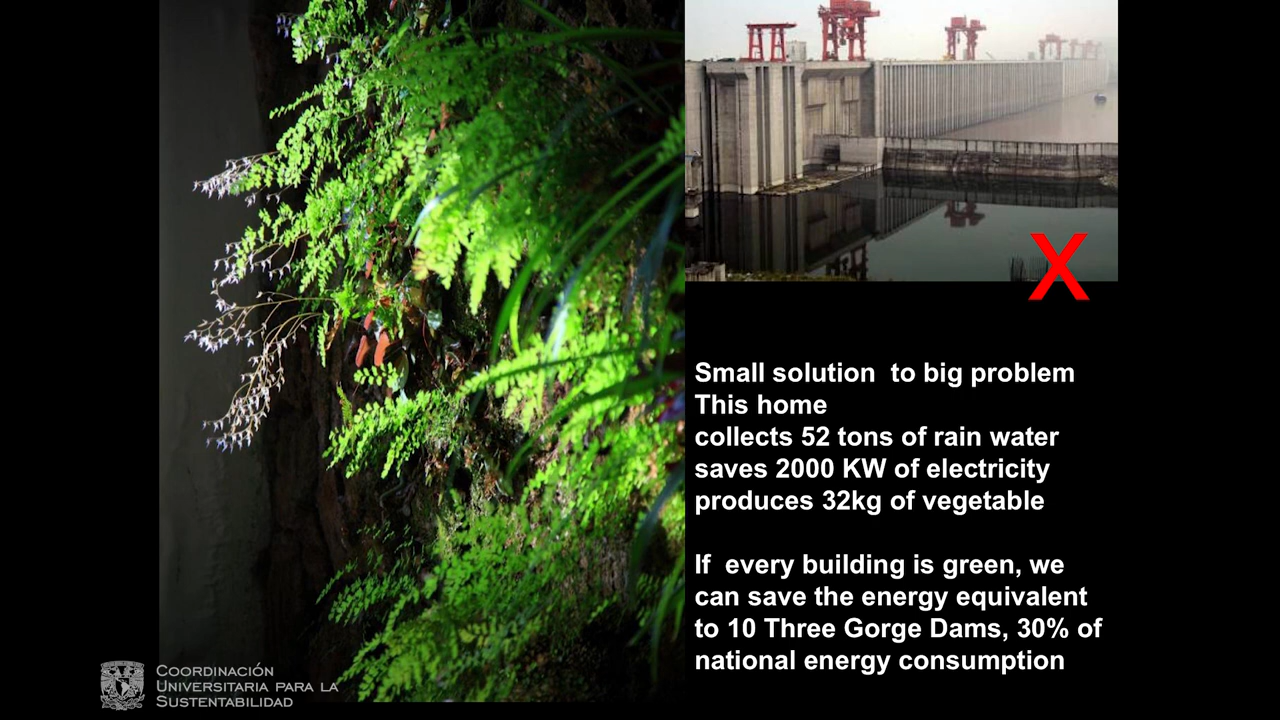 X
Small solution  to big problem
This home
collects 52 tons of rain water
saves 2000 KW of electricity
produces 32kg of vegetable
If  every building is green, we
can save the energy equivalent
to 10 Three Gorge Dams, 30% of
national energy consumption
COORDINACIÓN
UNIVERSITARIA PARA LA
SUSTENTABILIDAD